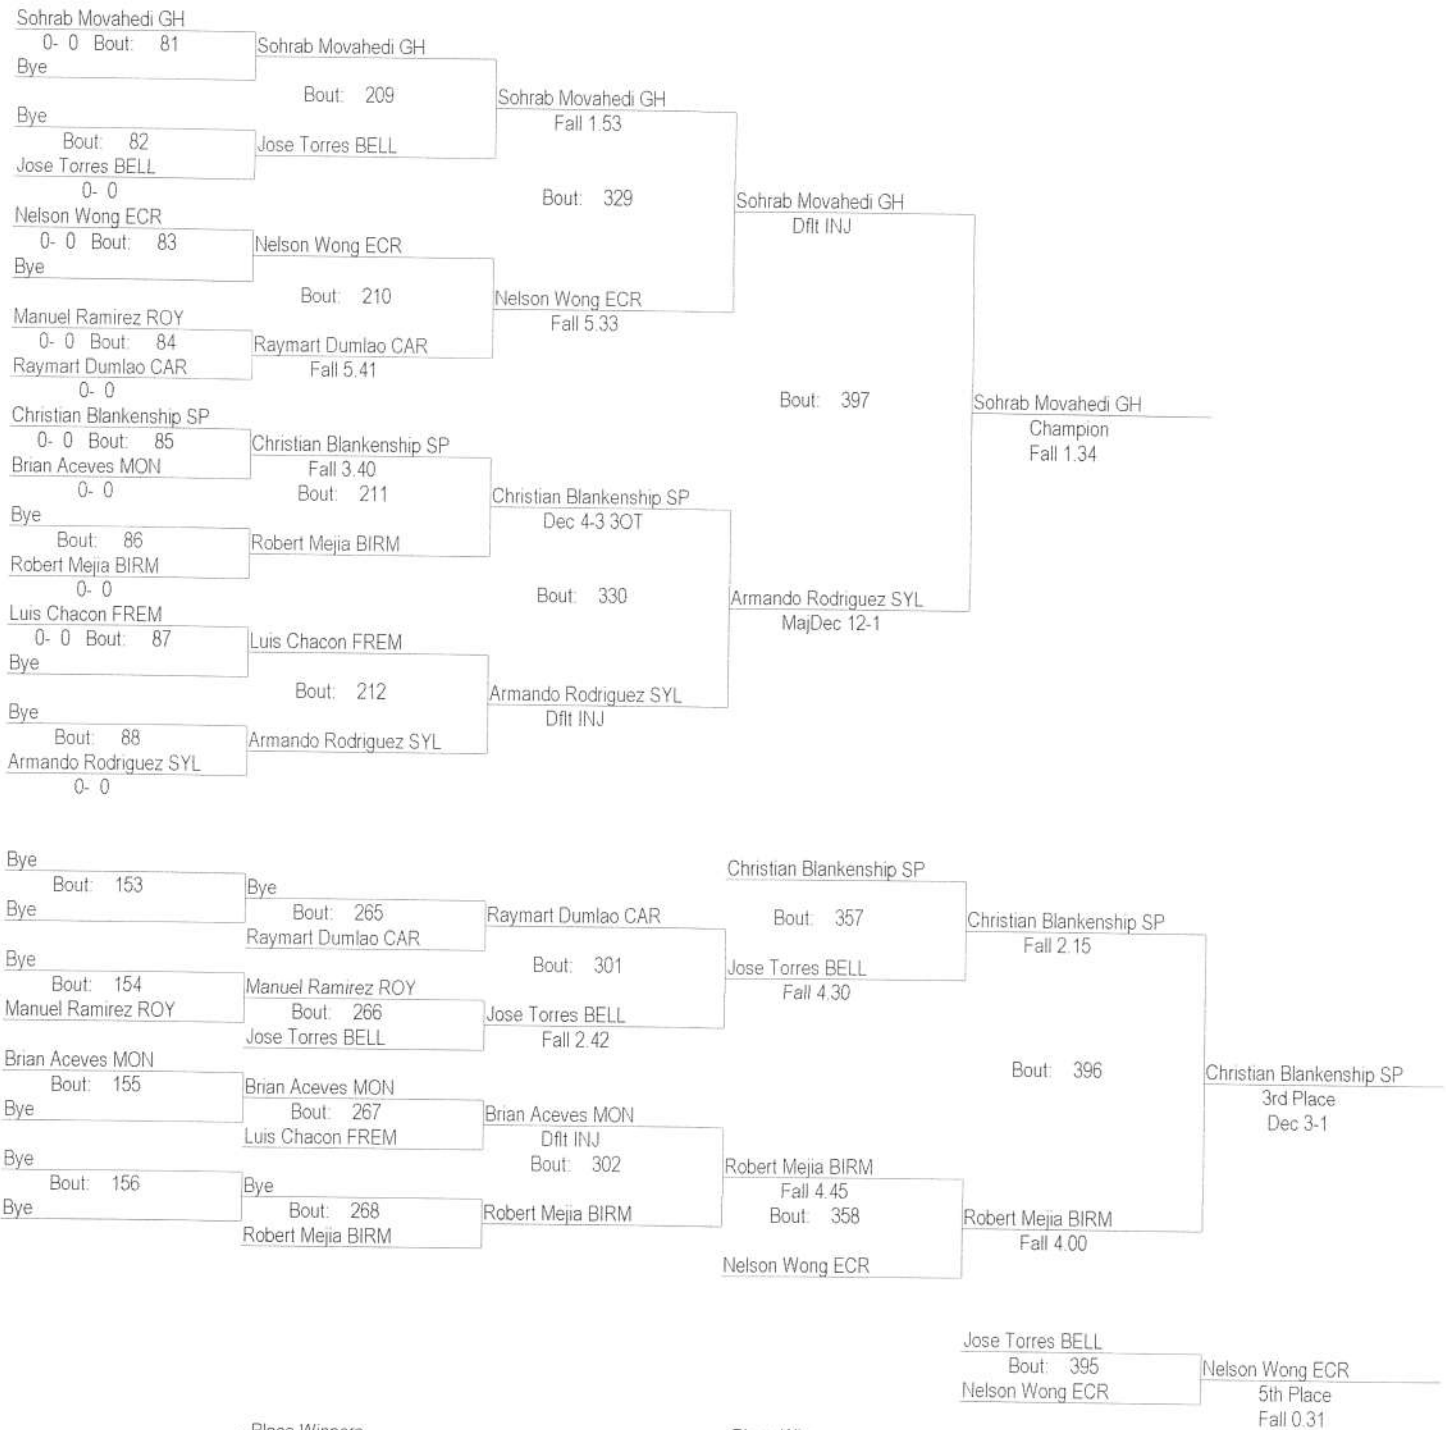 Sohrab Movahedi GH
0- 0 Bout: 81
Bye
Sohrab Movahedi GH
Bout: 209
Bye
Bout: 82
Jose Torres BELL
0- 0
Jose Torres BELL
Sohrab Movahedi GH
Fall 1.53
Bout: 329
Nelson Wong ECR
0- 0 Bout: 83
Bye
Nelson Wong ECR
Bout: 210
Manuel Ramirez ROY
0- 0 Bout: 84
Raymart Dumlao CAR
0- 0
Raymart Dumlao CAR
Fall 5.41
Nelson Wong ECR
Fall 5.33
Sohrab Movahedi GH
Dflt INJ
Bout: 397
Christian Blankenship SP
0- 0 Bout: 85
Brian Aceves MON
0- 0
Christian Blankenship SP
Fall 3.40
Bout: 211
Bye
Bout: 86
Robert Mejia BIRM
0- 0
Robert Mejia BIRM
Christian Blankenship SP
Dec 4-3 3OT
Bout: 330
Luis Chacon FREM
0- 0 Bout: 87
Bye
Luis Chacon FREM
Bout: 212
Bye
Bout: 88
Armando Rodriguez SYL
0- 0
Armando Rodriguez SYL
Armando Rodriguez SYL
Dflt INJ
Armando Rodriguez SYL
MajDec 12-1
Sohrab Movahedi GH
Champion
Fall 1.34
Bye
Bout: 153
Bye
Bye
Bout: 265
Raymart Dumlao CAR
Raymart Dumlao CAR
Bout: 301
Bye
Bout: 154
Manuel Ramirez ROY
Manuel Ramirez ROY
Bout: 266
Jose Torres BELL
Jose Torres BELL
Fall 2.42
Christian Blankenship SP
Bout: 357
Jose Torres BELL
Fall 4.30
Christian Blankenship SP
Fall 2.15
Bout: 396
Brian Aceves MON
Bout: 155
Bye
Brian Aceves MON
Bout: 267
Luis Chacon FREM
Brian Aceves MON
Dflt INJ
Bout: 302
Bye
Bout: 156
Bye
Bye
Bout: 268
Robert Mejia BIRM
Robert Mejia BIRM
Robert Mejia BIRM
Fall 4.45
Bout: 358
Nelson Wong ECR
Robert Mejia BIRM
Fall 4.00
Christian Blankenship SP
3rd Place
Dec 3-1
Jose Torres BELL
Bout: 395
Nelson Wong ECR
Nelson Wong ECR
5th Place
Fall 0.31
Place Winners